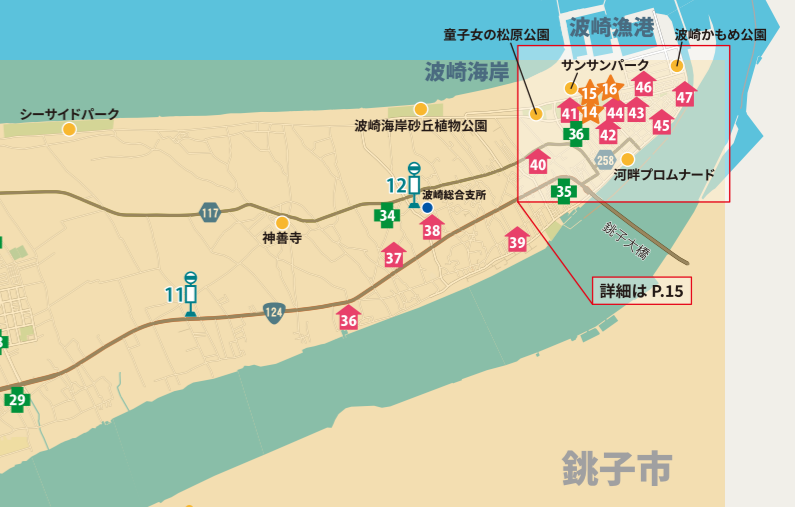 波崎漁港
童子女の松原公園
波崎かもめ公園
波崎海岸
サンサンパーク
15
16
46
47
シーサイドパーク
波崎海岸砂丘植物公園
41
14
44
43
45
36
42
40
258
河畔プロムナード
12
波崎総合支所
35
117
34
38
神善寺
39
37
銚子大橋
11
124
36
詳細は P.15
29
銚子市